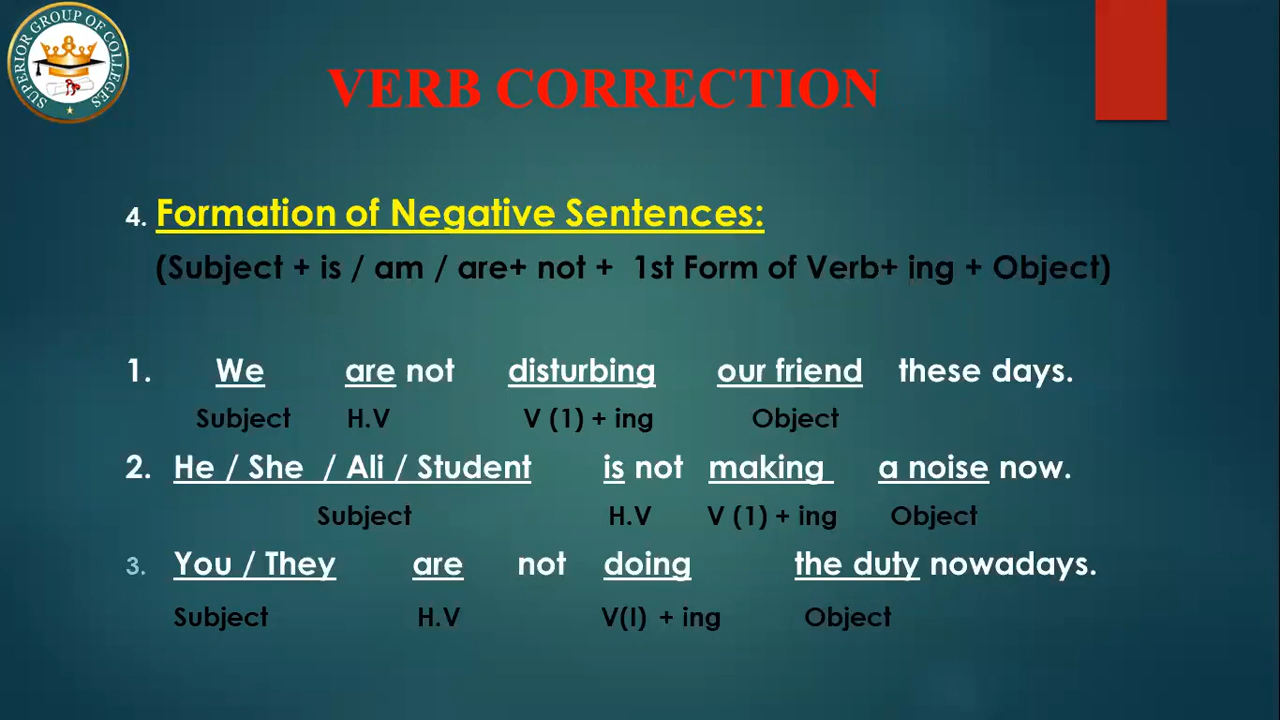 SUPERIOR GROUP OF COLLEGES
VERB CORRECTION
4. Formation of Negative Sentences:
(Subject + is / am / are+ not + 1st Form of Verb+ ing + Object)
1. We are not disturbing our friend these days.
Subject H.V V (1) + ing Object
2. He / She / Ali / Student is not making a noise now.
Subject H.V V (1) + ing Object
3. You / They are not doing the duty nowadays.
Subject H.V V(I) + ing Object